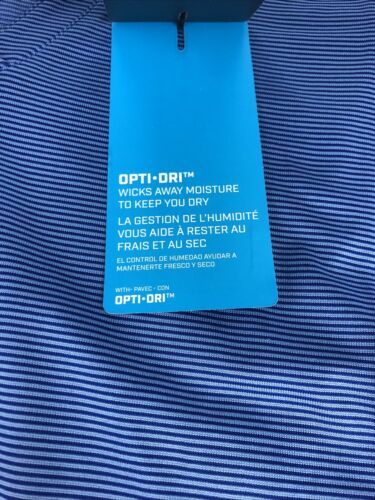 OPTI•DRI™
WICKS AWAY MOISTURE
TO KEEP YOU DRY
LA GESTION DE L'HUMIDITÉ
VOUS AIDE À RESTER AU
FRAIS ET AU SEC
EL CONTROL DE HUMEDAD AYUDAR A
MANTENERTE FRESCO Y SECO
WITH- PAVEC - CON
OPTI•DRI™